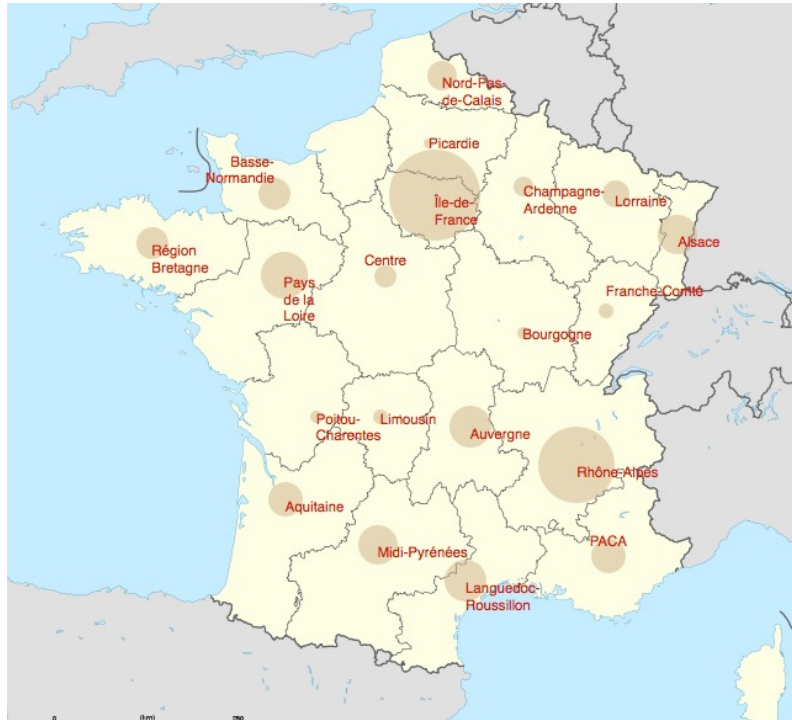 Nord-Pas-
de-Calais
Picardie
Basse-
Normandie
Île-de-
France
Champagne-
Ardenne
Lorraine
Alsace
Région
Bretagne
Centre
Pays
de la
Loire
Franche-Comté
Bourgogne
Poitou-
Charentes
Limousin
Auvergne
Rhône-Alpes
Aquitaine
Midi-Pyrénées
PACA
Languedoc-
Roussillon
0 (km) 250